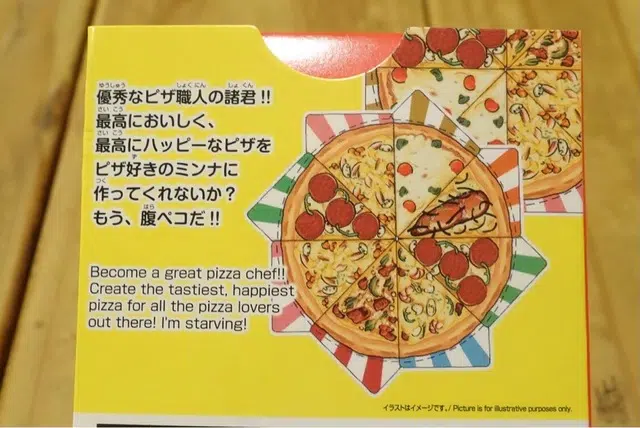 優秀なピザ職人の諸君!!
最高においしく、
最高にハッピーなピザを
ピザ好きのミンナに
作ってくれないか?
もう、腹ペコだ!!
Become a great pizza chef!!
Create the tastiest, happiest
pizza for all the pizza lovers
out there! I'm starving!
イラストはイメージです。/ Picture is for illustrative purposes only.